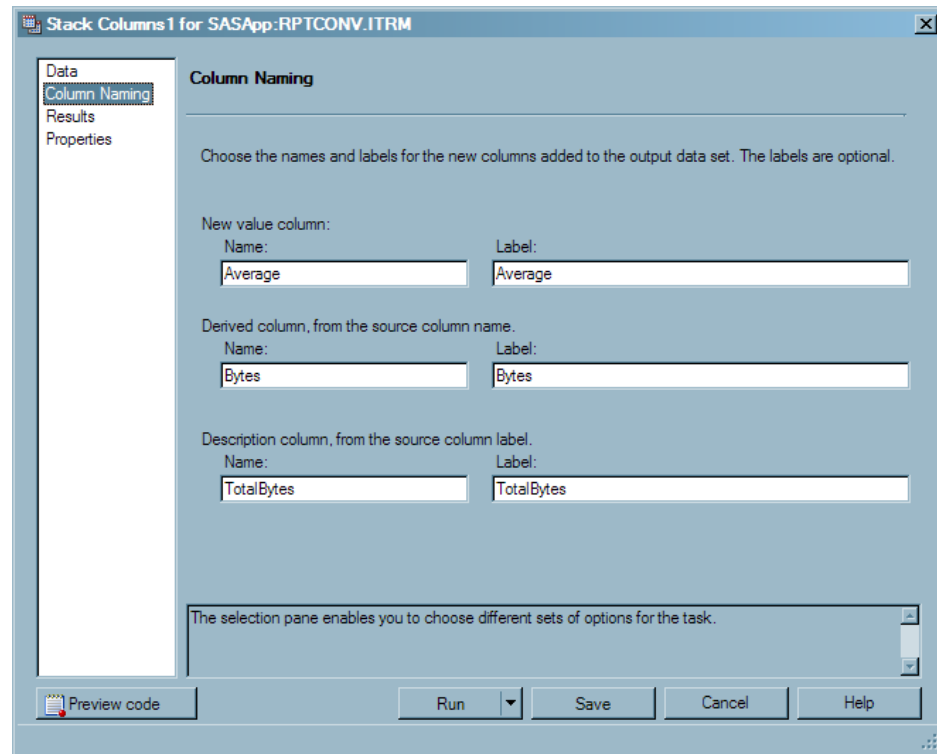 Stack Columns1 for SASApp:RPTCONV.ITRM
Data
Column Naming
Results
Properties
Column Naming
Choose the names and labels for the new columns added to the output data set. The labels are optional.
New value column:
Name: Label:
Average Average
Derived column, from the source column name.
Name: Label:
Bytes Bytes
Description column, from the source column label.
Name: Label:
TotalBytes TotalBytes
The selection pane enables you to choose different sets of options for the task.
Preview code Run Save Cancel Help